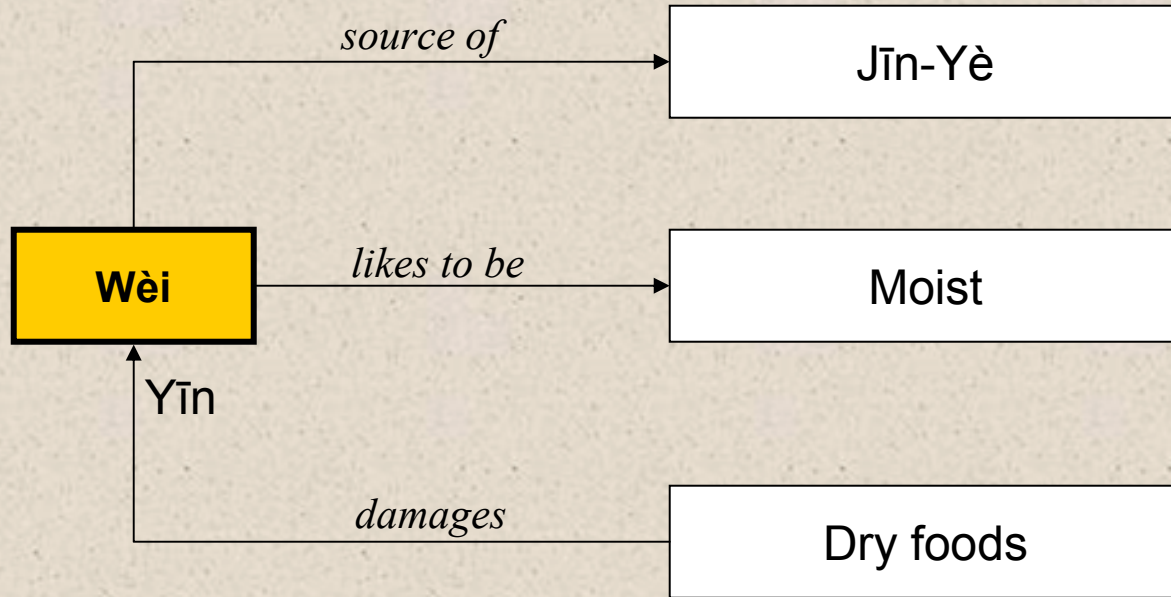 source of
Jīn-Yè
Wèi
likes to be
Moist
Yīn
damages
Dry foods